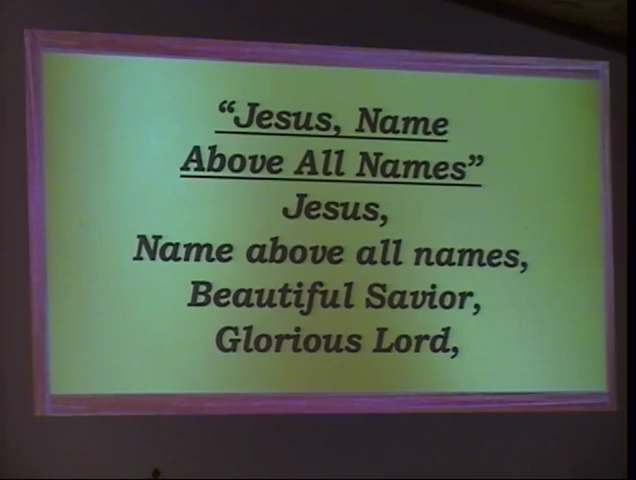 “Jesus, Name
Above All Names”
Jesus,
Name above all names,
Beautiful Savior,
Glorious Lord,